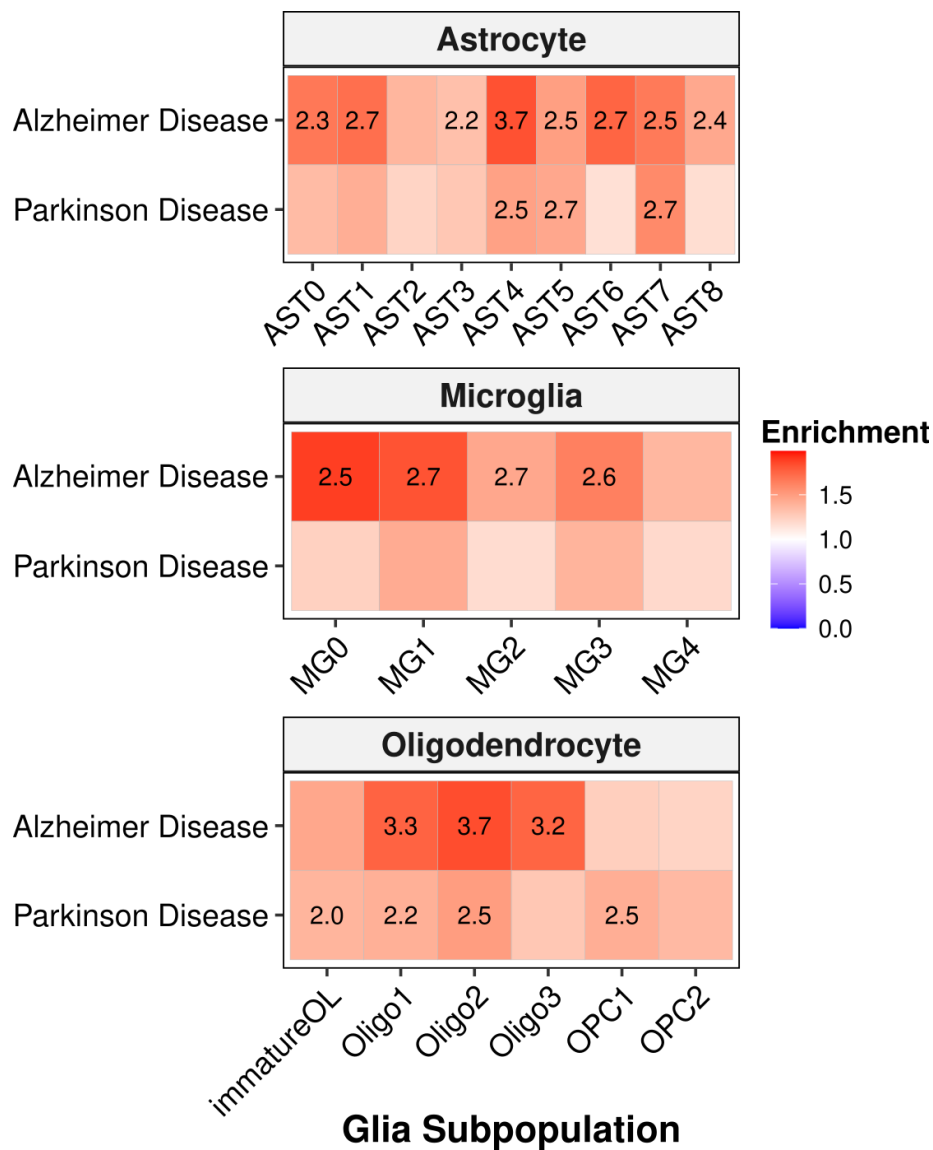 Astrocyte
Alzheimer Disease 2.3 2.7 2.2 3.7 2.5 2.7 2.5 2.4
Parkinson Disease 2.5 2.7 2.7
AST0 AST1 AST2 AST3 AST4 AST5 AST6 AST7 AST8
Microglia
Alzheimer Disease 2.5 2.7 2.7 2.6
Parkinson Disease
MG0 MG1 MG2 MG3 MG4
Enrichment
1.5
1.0
0.5
0.0
Oligodendrocyte
Alzheimer Disease 3.3 3.7 3.2
Parkinson Disease 2.0 2.2 2.5 2.5
immatureOL Oligo1 Oligo2 Oligo3 OPC1 OPC2
Glia Subpopulation